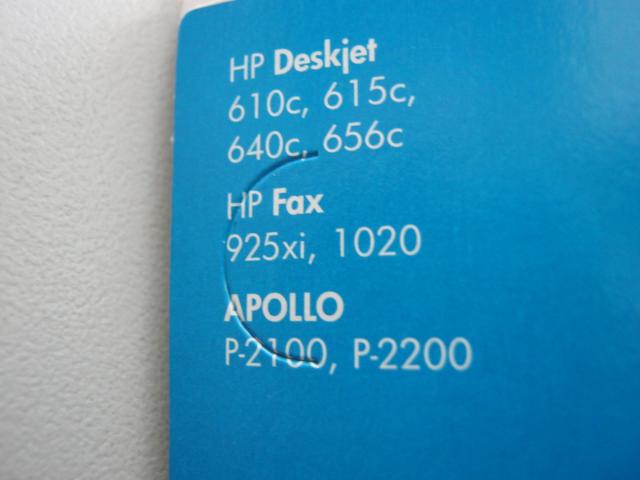 HP Deskjet
610c, 615c,
640c, 656c
HP Fax
925xi, 1020
APOLLO
P-2100, P-2200